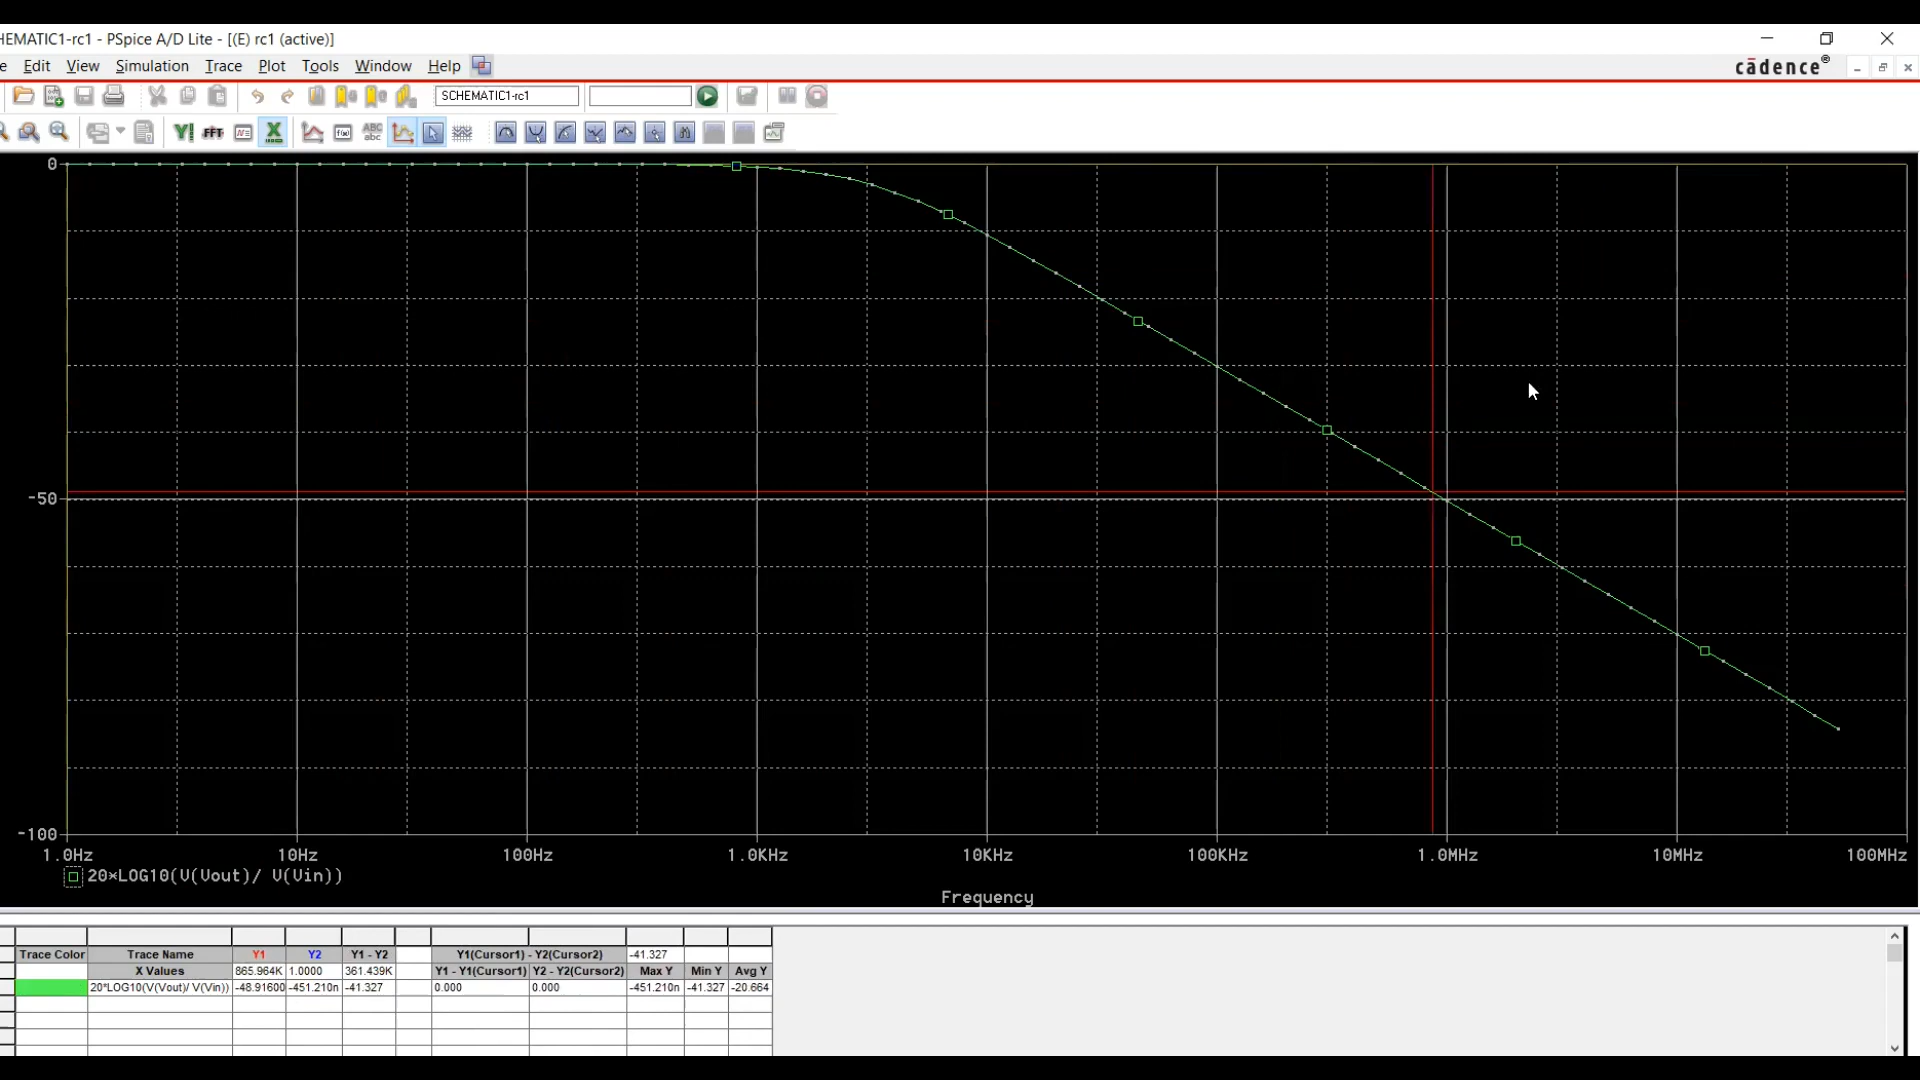 HEMATIC1-rc1 - PSpice A/D Lite - [(E) rc1 (active)]
e Edit View Simulation Trace Plot Tools Window Help
cādence®
SCHEMATIC1-rc1
FFT
ABC
abc
0
-50
-100
1.0Hz 10Hz 100Hz 1.0KHz 10KHz 100KHz 1.0MHz 10MHz 100MHz
20*LOG10(V(Vout)/ V(Vin))
Frequency
Trace Color Trace Name Y1 Y2 Y1 - Y2 Y1(Cursor1) - Y2(Cursor2) -41.327
X Values 865.964K 1.0000 361.439K Y1 - Y1(Cursor1) Y2 - Y2(Cursor2) Max Y Min Y Avg Y
20*LOG10(V(Vout)/ V(Vin)) -48.91600 -451.210n -41.327 0.000 0.000 -451.210n -41.327 -20.664